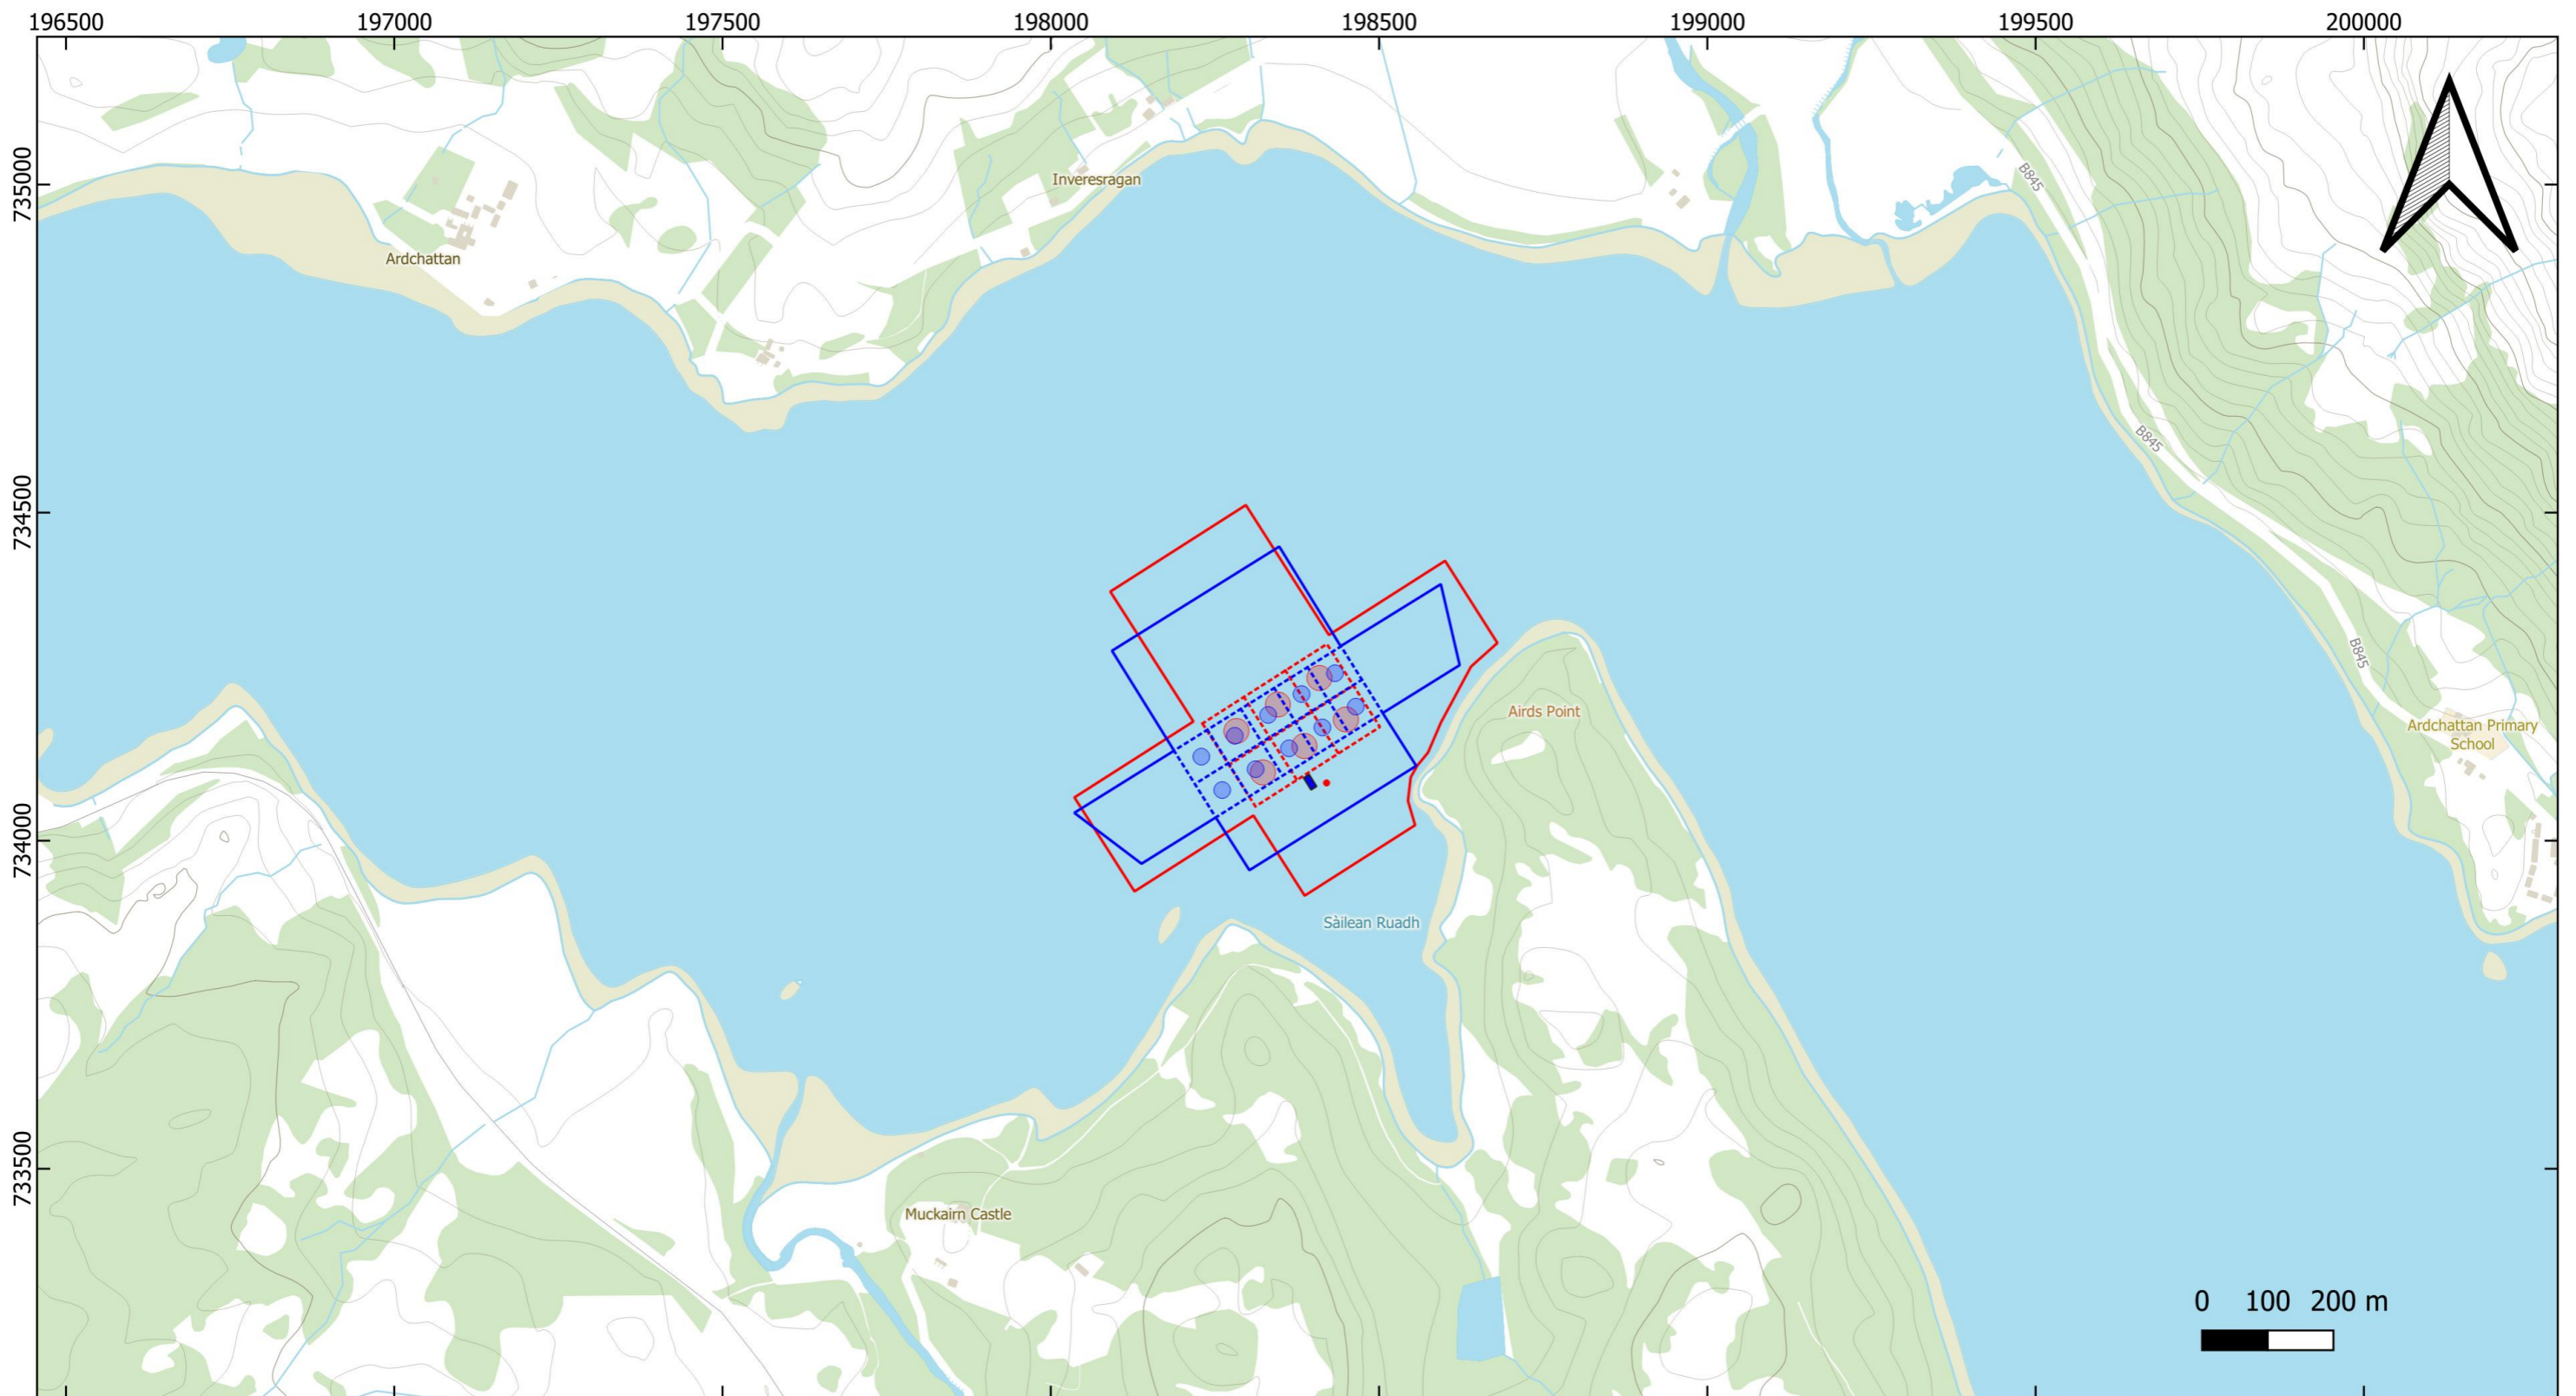 196500 197000 197500 198000 198500 199000 199500 200000
735000
734500
734000
733500
Inveresragan
Ardchattan
B845
B845
B845
Airds Point
Ardchattan Primary
School
Sàilean Ruadh
Muckairn Castle
0 100 200 m